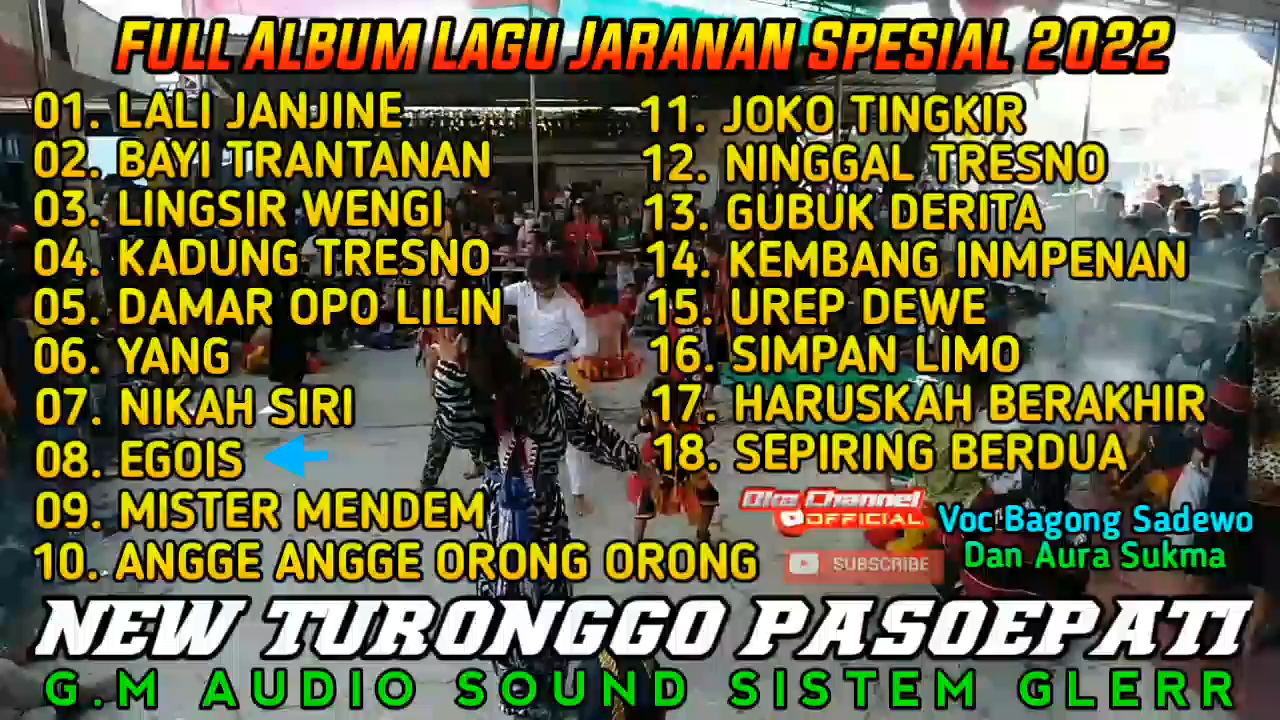 FULL ALBUM LAGU JARANAN SPESIAL 2022
01. LALI JANJINE
02. BAYI TRANTANAN
03. LINGSIR WENGI
04. KADUNG TRESNO
05. DAMAR OPO LILIN
06. YANG
07. NIKAH SIRI
08. EGOIS
09. MISTER MENDEM
10. ANGGE ANGGE ORONG ORONG
11. JOKO TINGKIR
12. NINGGAL TRESNO
13. GUBUK DERITA
14. KEMBANG INMPENAN
15. UREP DEWE
16. SIMPAN LIMO
17. HARUSKAH BERAKHIR
18. SEPIRING BERDUA
Oka Channel
OFFICIAL
SUBSCRIBE
Voc Bagong Sadewo
Dan Aura Sukma
NEW TURONGGO PASOEPATI
G.M AUDIO SOUND SISTEM GLERR